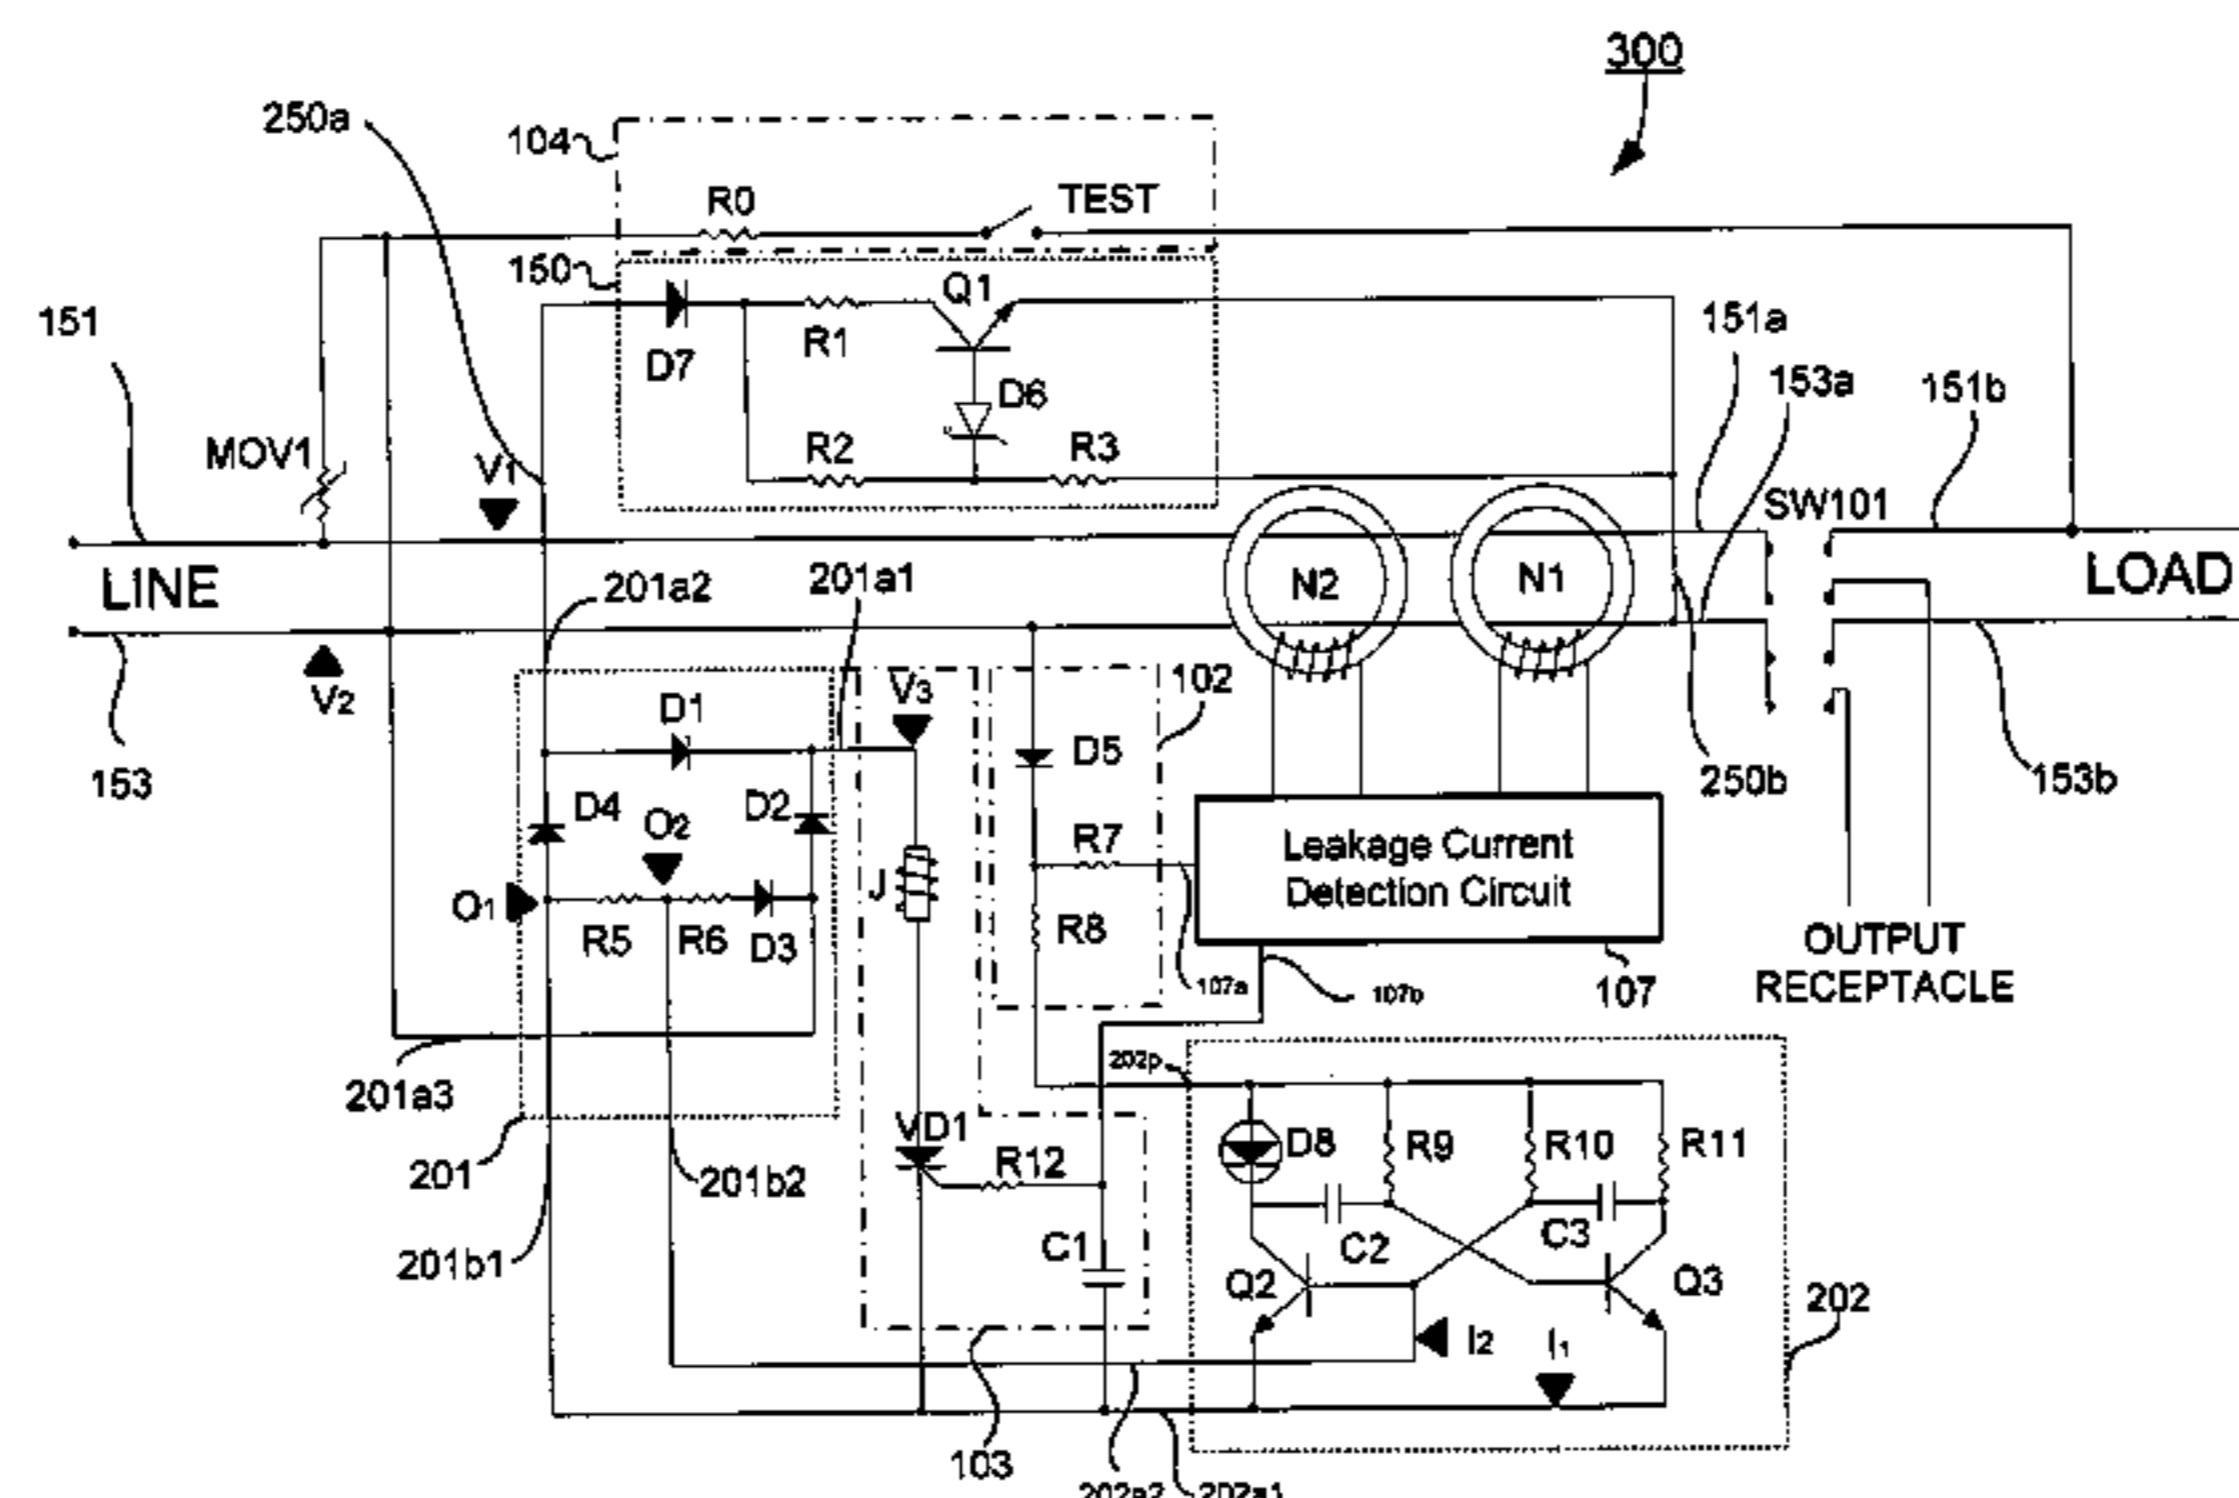 300
250a
104
R0
TEST
150
Q1
151
D7
R1
151a
153a
151b
D6
R2
R3
MOV1
V1
SW101
LINE
201a2
201a1
N2
N1
LOAD
V2
153
D1
V3
102
D5
250b
153b
D4
O2
D2
R7
Leakage Current
Detection Circuit
J
O1
R5
R6
D3
R8
OUTPUT
RECEPTACLE
107a
107b
107
201a3
202p
VD1
D8
R9
R10
R11
201
R12
201b2
C1
C2
C3
201b1
Q2
Q3
202
I2
I1
103
202a2
202a1